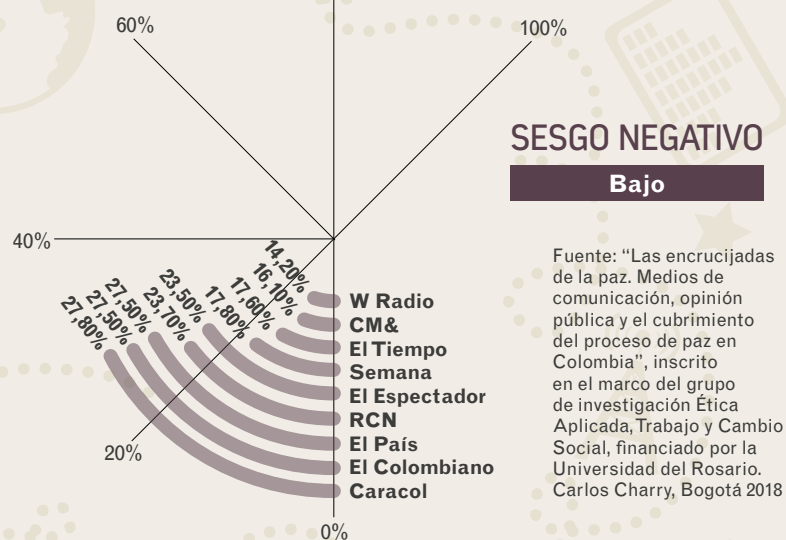 60%
100%
SESGO NEGATIVO
Bajo
40%
14,20%
16,10%
17,60%
17,80%
23,50%
23,70%
27,50%
27,50%
27,80%
W Radio
CM&
El Tiempo
Semana
El Espectador
RCN
El País
El Colombiano
Caracol
20%
0%
Fuente: “Las encrucijadas
de la paz. Medios de
comunicación, opinión
pública y el cubrimiento
del proceso de paz en
Colombia”, inscrito
en el marco del grupo
de investigación Ética
Aplicada, Trabajo y Cambio
Social, financiado por la
Universidad del Rosario.
Carlos Charry, Bogotá 2018